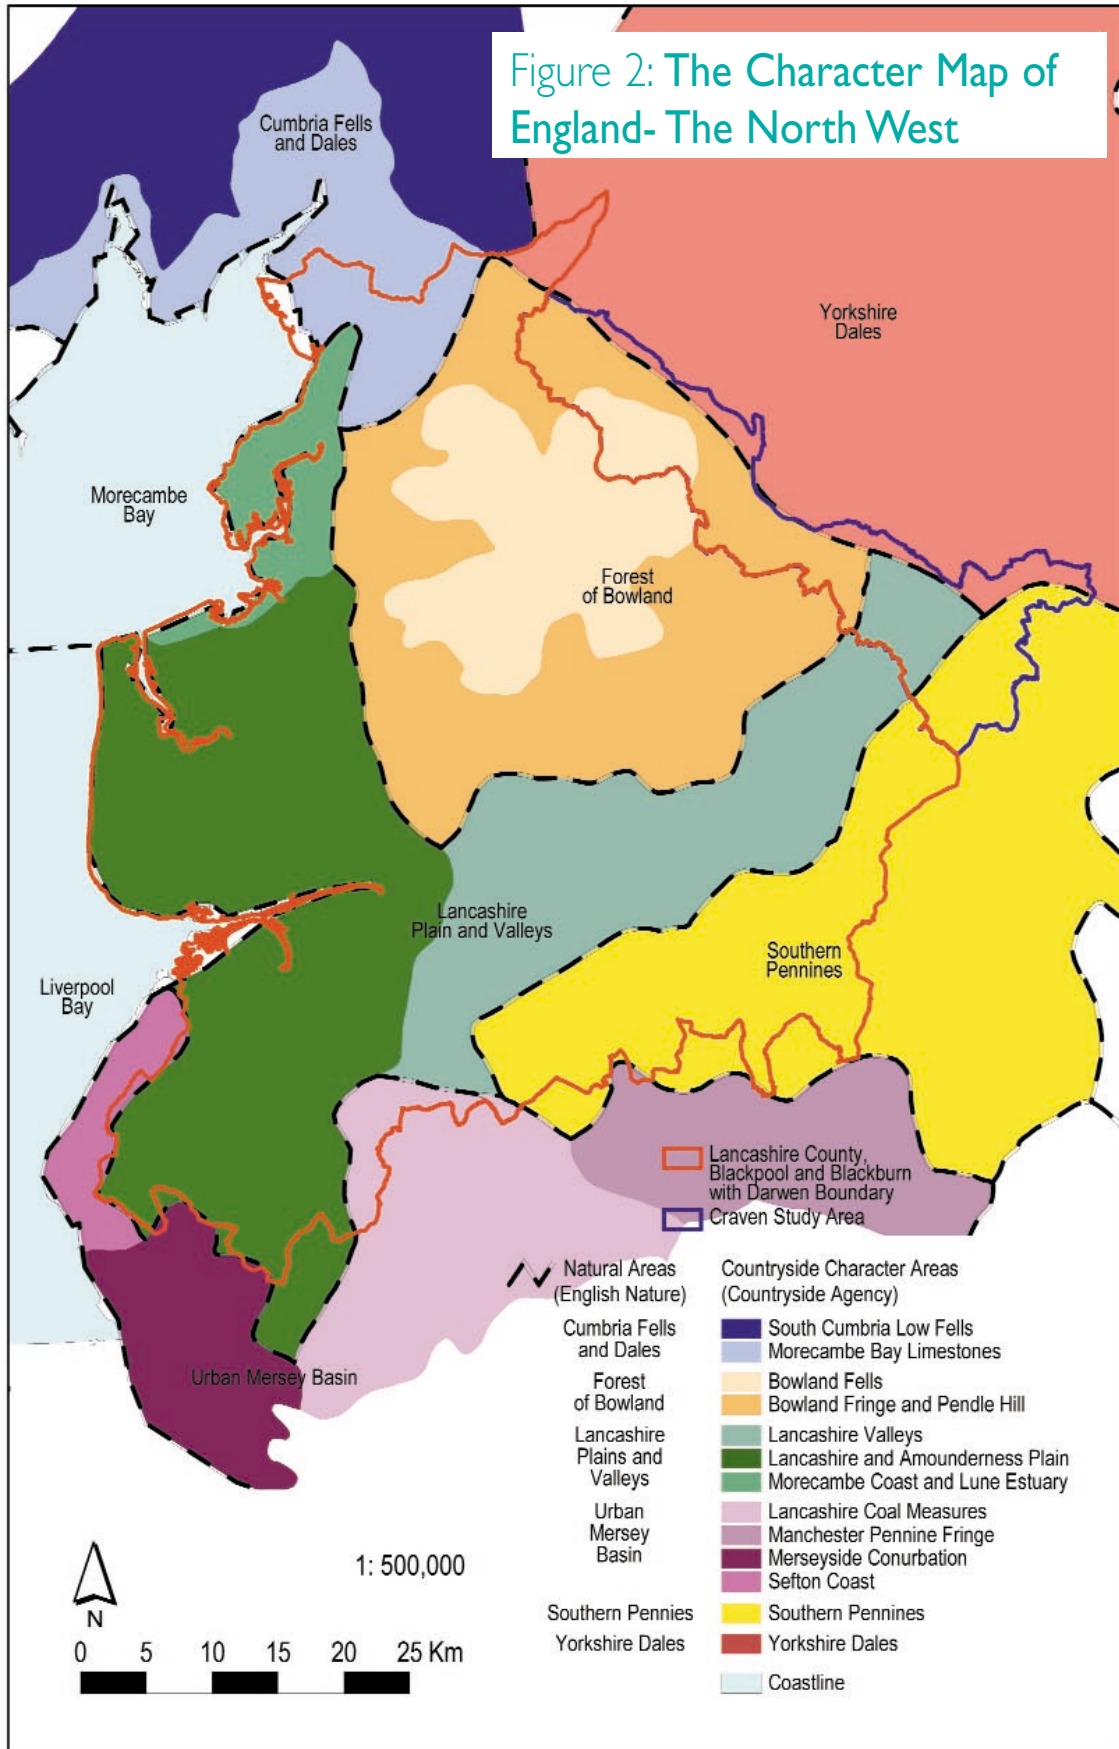 Figure 2: The Character Map of
England- The North West
Cumbria Fells
and Dales
Yorkshire
Dales
Morecambe
Bay
Forest
of Bowland
Lancashire
Plain and Valleys
Southern
Pennines
Liverpool
Bay
Urban Mersey Basin
Lancashire County,
Blackpool and Blackburn
with Darwen Boundary
Craven Study Area
Natural Areas
(English Nature)
Countryside Character Areas
(Countryside Agency)
Cumbria Fells
and Dales
South Cumbria Low Fells
Morecambe Bay Limestones
Forest
of Bowland
Bowland Fells
Bowland Fringe and Pendle Hill
Lancashire
Plains and
Valleys
Lancashire Valleys
Lancashire and Amounderness Plain
Morecambe Coast and Lune Estuary
Urban
Mersey
Basin
Lancashire Coal Measures
Manchester Pennine Fringe
Merseyside Conurbation
Sefton Coast
Southern Pennies
Southern Pennines
Yorkshire Dales
Yorkshire Dales
Coastline
N
1: 500,000
0 5 10 15 20 25 Km